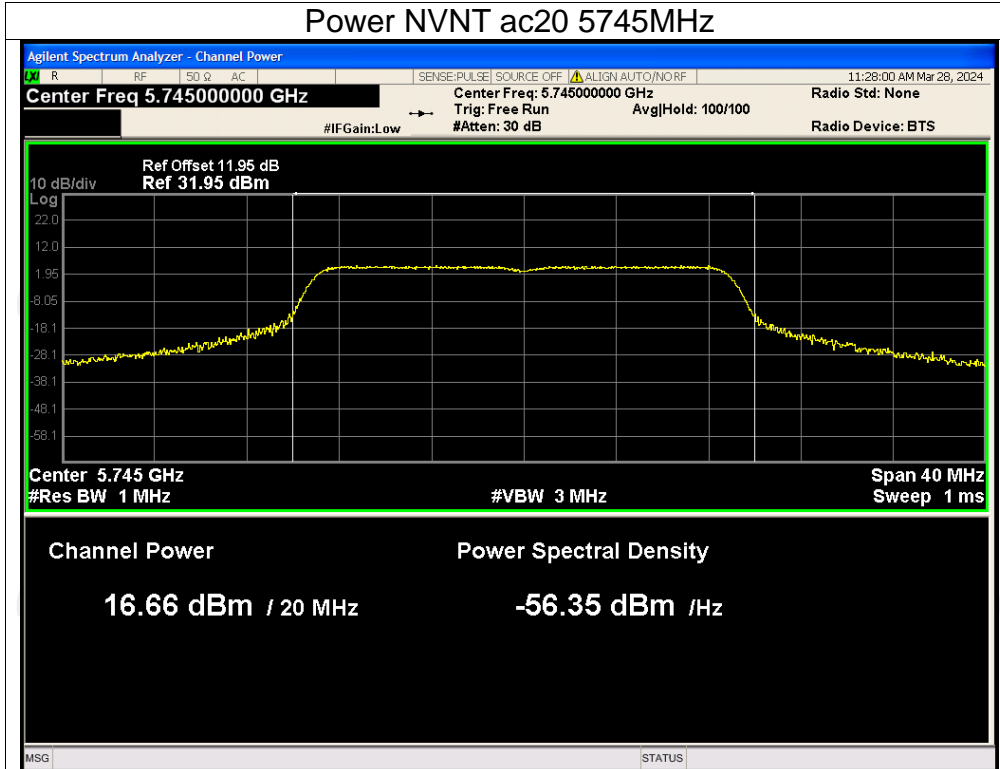 Power NVNT ac20 5745MHz
Agilent Spectrum Analyzer - Channel Power
LXI R RF 50 Ω AC SENSE:PULSE SOURCE OFF ALIGN AUTO/NO RF 11:28:00 AM Mar 28, 2024
Center Freq 5.745000000 GHz Center Freq: 5.745000000 GHz Radio Std: None
Trig: Free Run Avg|Hold: 100/100
#IFGain:Low #Atten: 30 dB Radio Device: BTS
Ref Offset 11.95 dB
10 dB/div Ref 31.95 dBm
Log
22.0
12.0
1.95
-8.05
-18.1
-28.1
-38.1
-48.1
-58.1
Center 5.745 GHz Span 40 MHz
#Res BW 1 MHz #VBW 3 MHz Sweep 1 ms
Channel Power Power Spectral Density
16.66 dBm / 20 MHz -56.35 dBm /Hz
MSG STATUS